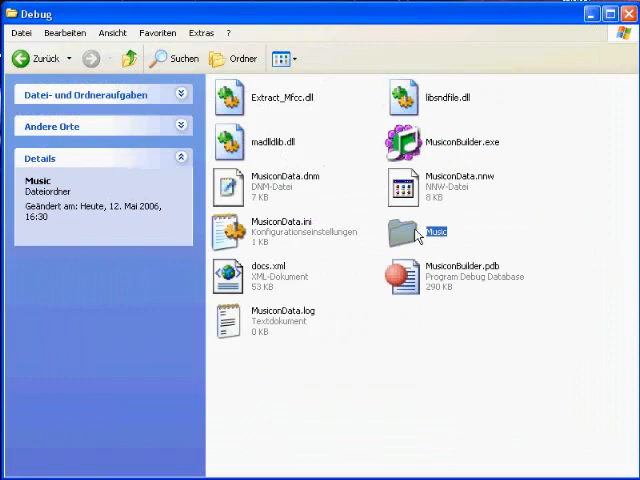 Debug
Datei Bearbeiten Ansicht Favoriten Extras ?
Zurück Suchen Ordner
Datei- und Ordneraufgaben
Andere Orte
Details
Music
Dateiordner
Geändert am: Heute, 12. Mai 2006,
16:30
Extract_Mfcc.dll
libsndfile.dll
madlldlib.dll
MusiconBuilder.exe
MusiconData.dnm
DNM-Datei
7 KB
MusiconData.nnw
NNW-Datei
8 KB
MusiconData.ini
Konfigurationseinstellungen
1 KB
Music
docs.xml
XML-Dokument
53 KB
MusiconBuilder.pdb
Program Debug Database
290 KB
MusiconData.log
Textdokument
0 KB